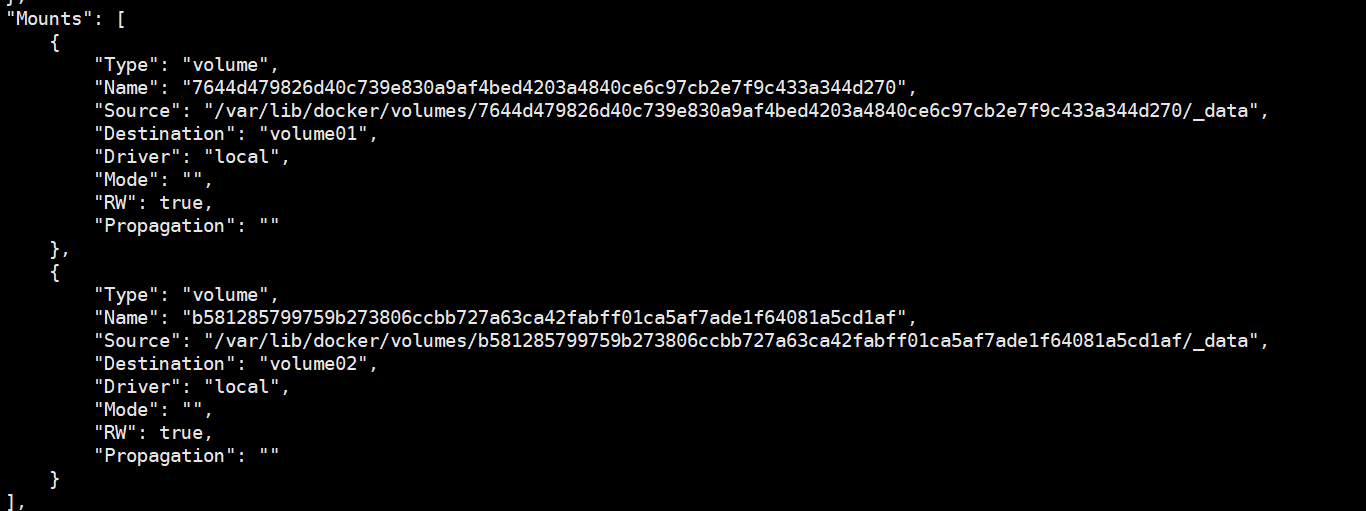 },
"Mounts": [
    {
        "Type": "volume",
        "Name": "7644d479826d40c739e830a9af4bed4203a4840ce6c97cb2e7f9c433a344d270",
        "Source": "/var/lib/docker/volumes/7644d479826d40c739e830a9af4bed4203a4840ce6c97cb2e7f9c433a344d270/_data",
        "Destination": "volume01",
        "Driver": "local",
        "Mode": "",
        "RW": true,
        "Propagation": ""
    },
    {
        "Type": "volume",
        "Name": "b581285799759b273806ccbb727a63ca42fabff01ca5af7ade1f64081a5cd1af",
        "Source": "/var/lib/docker/volumes/b581285799759b273806ccbb727a63ca42fabff01ca5af7ade1f64081a5cd1af/_data",
        "Destination": "volume02",
        "Driver": "local",
        "Mode": "",
        "RW": true,
        "Propagation": ""
    }
],